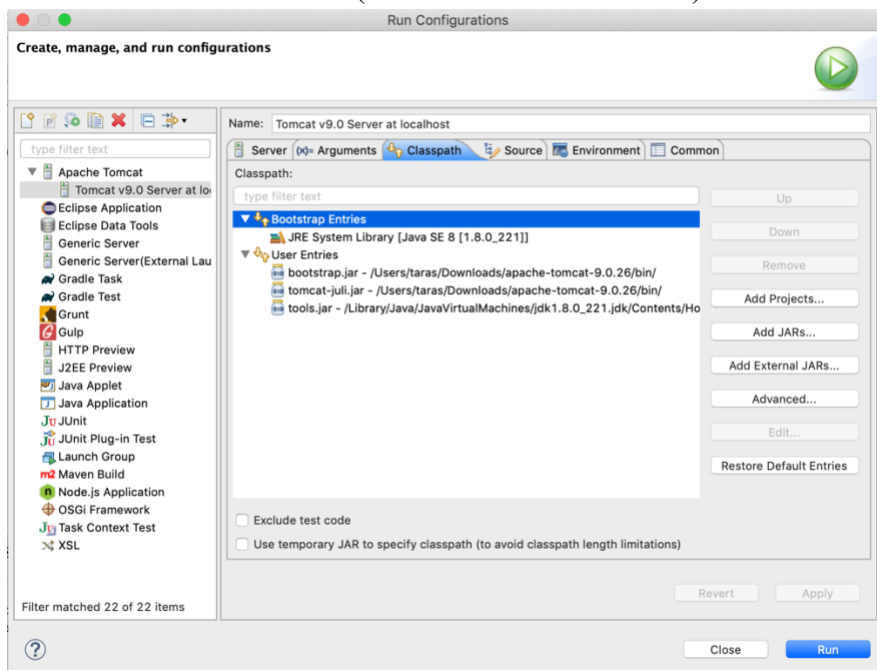 Run Configurations
Create, manage, and run configurations
Name: Tomcat v9.0 Server at localhost
type filter text
Apache Tomcat
Tomcat v9.0 Server at lo
Eclipse Application
Eclipse Data Tools
Generic Server
Generic Server(External Lau
Gradle Task
Gradle Test
Grunt
Gulp
HTTP Preview
J2EE Preview
Java Applet
Java Application
JUnit
JUnit Plug-in Test
Launch Group
Maven Build
Node.js Application
OSGi Framework
Task Context Test
XSL
Filter matched 22 of 22 items
Server (x)= Arguments Classpath Source Environment Common
Classpath:
type filter text
Bootstrap Entries
JRE System Library [Java SE 8 [1.8.0_221]]
User Entries
bootstrap.jar - /Users/taras/Downloads/apache-tomcat-9.0.26/bin/
tomcat-juli.jar - /Users/taras/Downloads/apache-tomcat-9.0.26/bin/
tools.jar - /Library/Java/JavaVirtualMachines/jdk1.8.0_221.jdk/Contents/Ho
Up
Down
Remove
Add Projects...
Add JARs...
Add External JARs...
Advanced...
Edit...
Restore Default Entries
Exclude test code
Use temporary JAR to specify classpath (to avoid classpath length limitations)
Revert Apply
Close Run